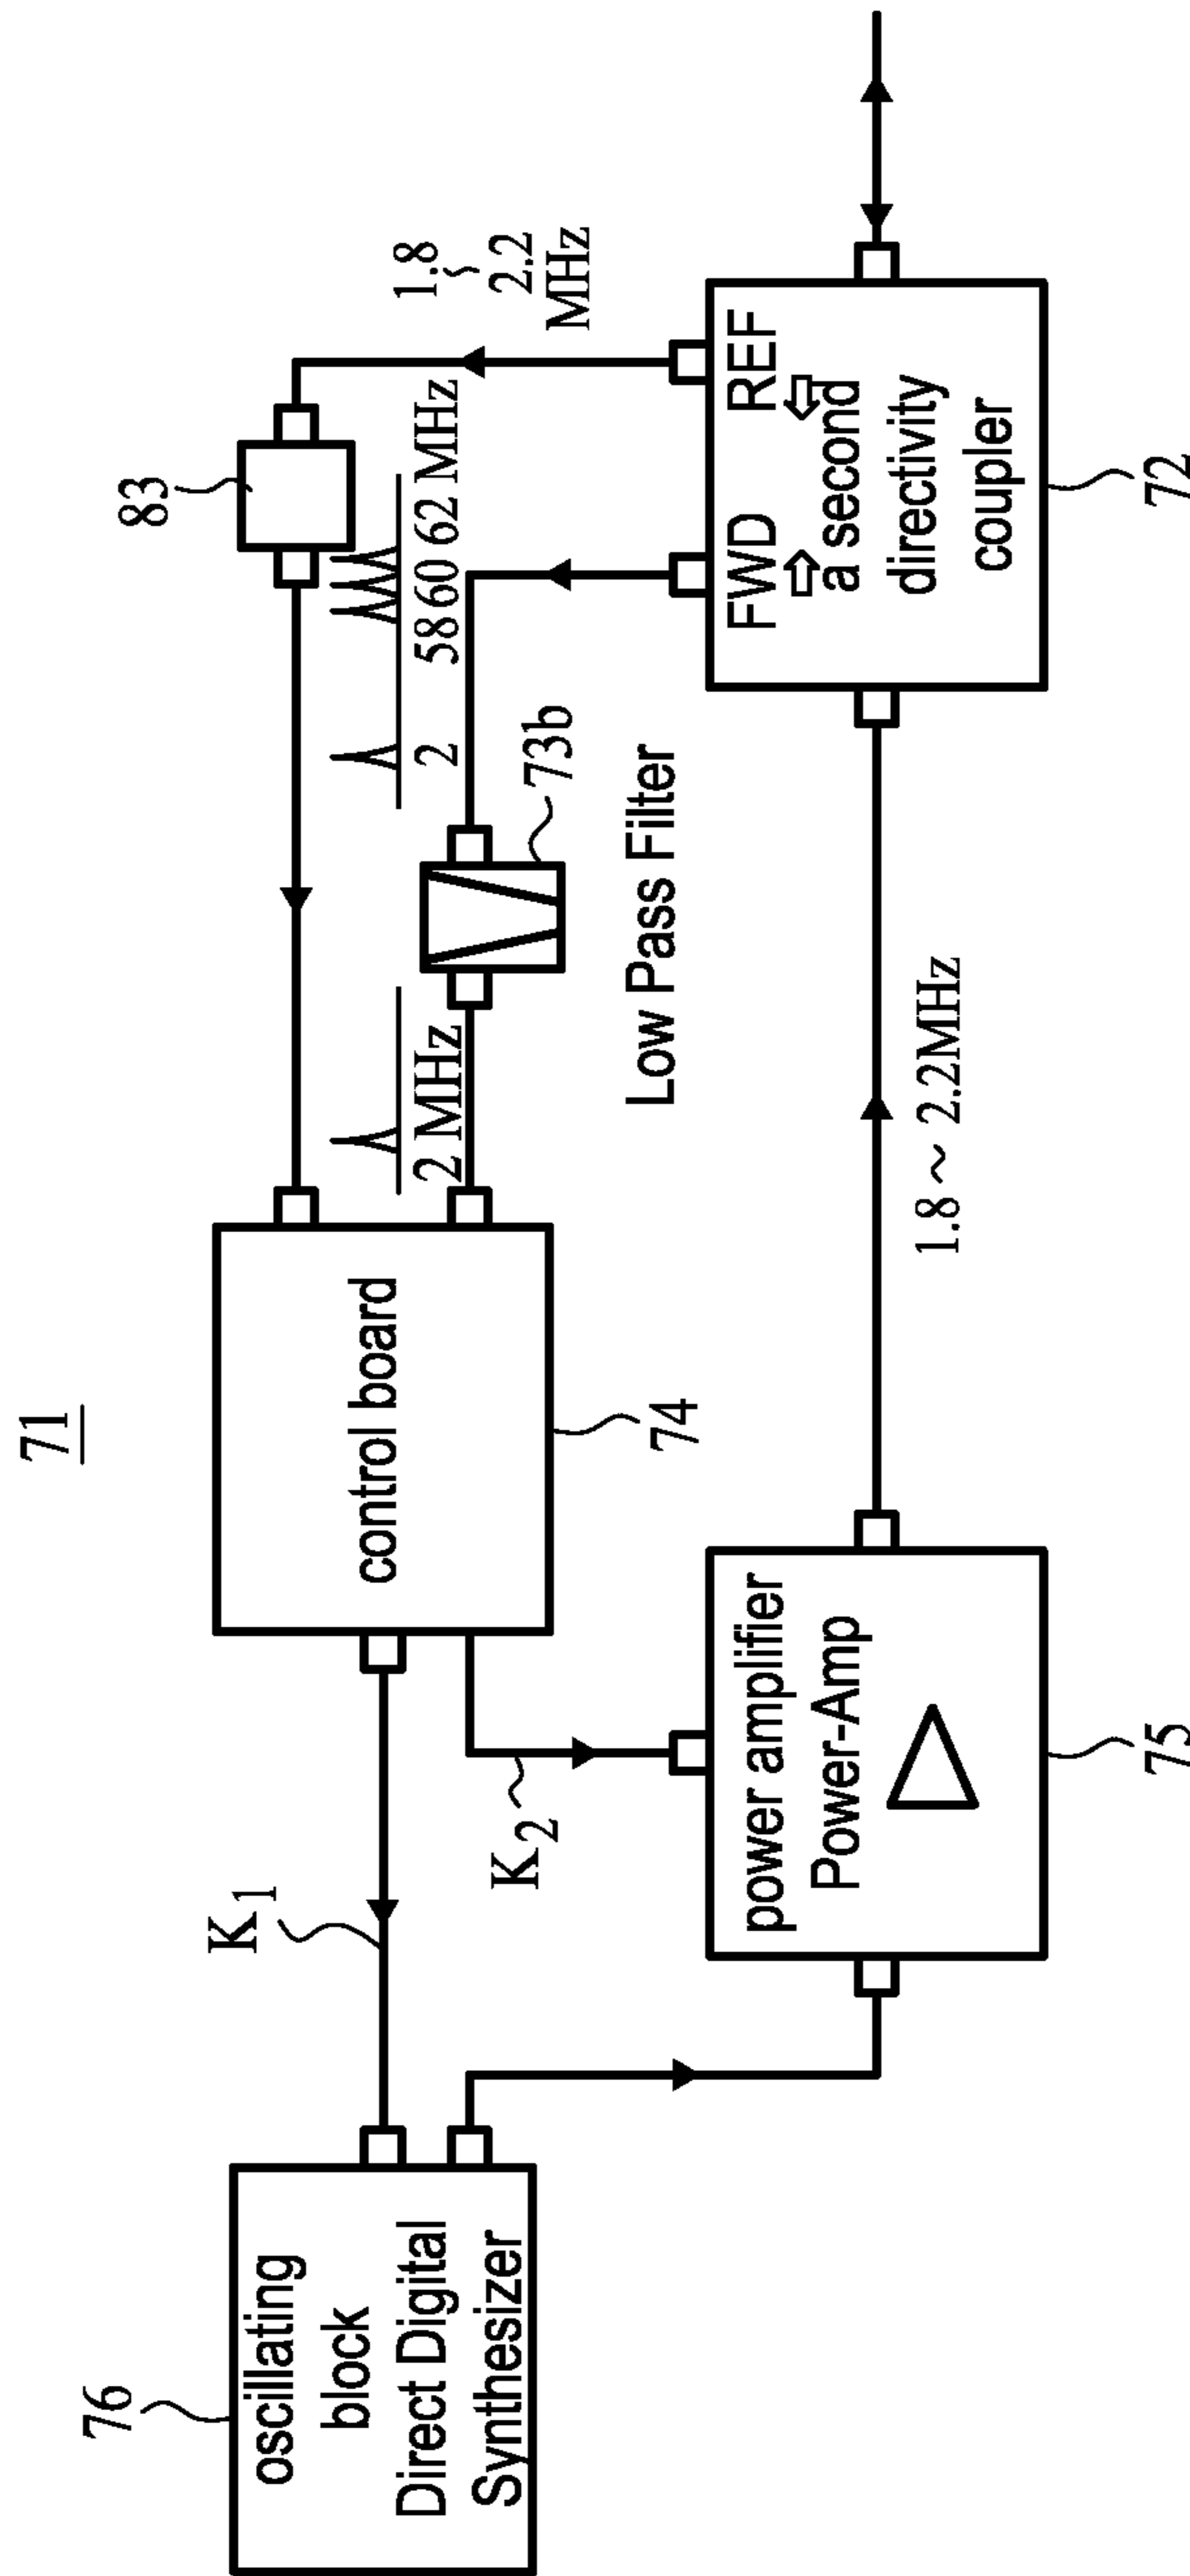 71
76
oscillating
block
Direct Digital
Synthesizer
K1
K2
control board
74
2 MHz
73b
Low Pass Filter
2 58 60 62 MHz
83
1.8
~
2.2
MHz
power amplifier
Power-Amp
75
1.8 ~ 2.2MHz
FWD REF
a second
directivity
coupler
72